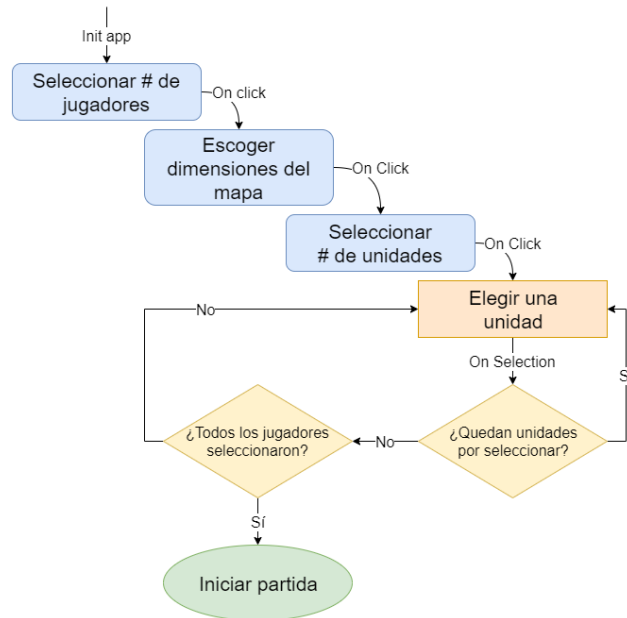 Init app
Seleccionar # de
jugadores
On click
Escoger
dimensiones del
mapa
On Click
Seleccionar
# de unidades
On Click
Elegir una
unidad
No
On Selection
S
¿Todos los jugadores
seleccionaron?
No
¿Quedan unidades
por seleccionar?
Sí
Iniciar partida